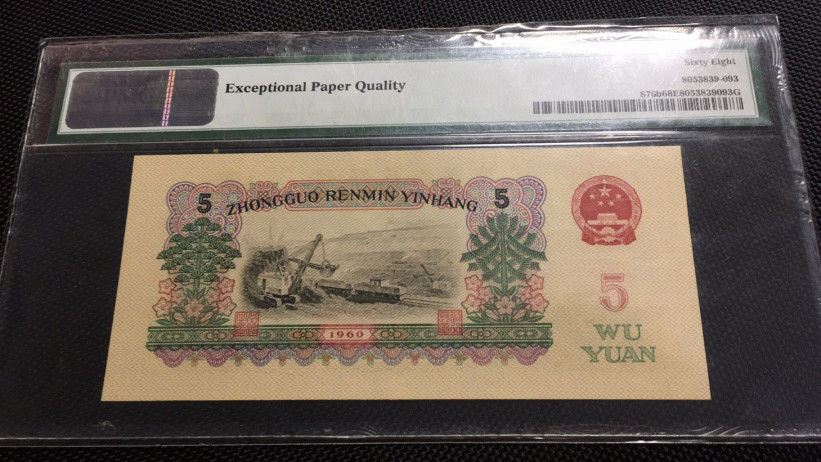 Exceptional Paper Quality
Sixty Eight
8053839-093
876b68E8053839093G
5
ZHONGGUO RENMIN YINHANG
5
1960
5
WU
YUAN